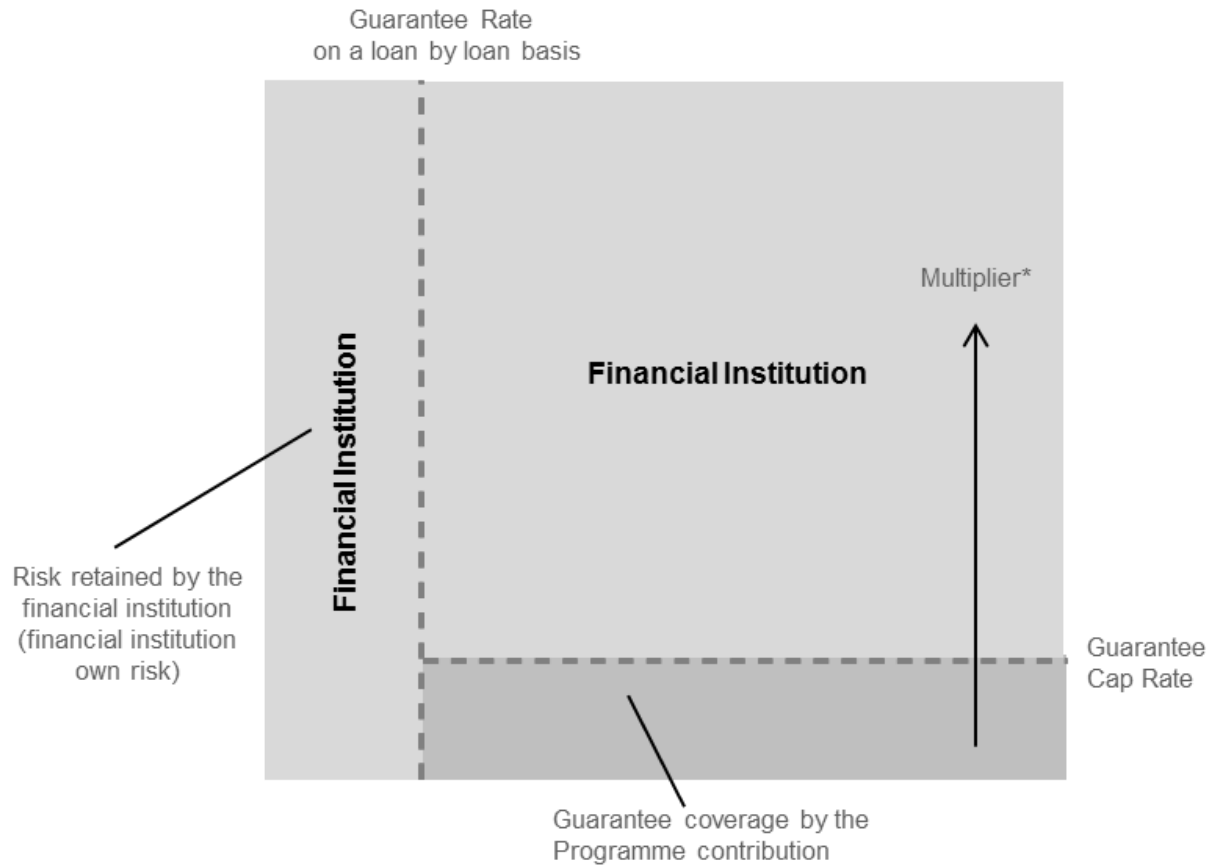 Guarantee Rate
on a loan by loan basis
Multiplier*
Financial Institution
Financial Institution
Risk retained by the
financial institution
(financial institution
own risk)
Guarantee
Cap Rate
Guarantee coverage by the
Programme contribution